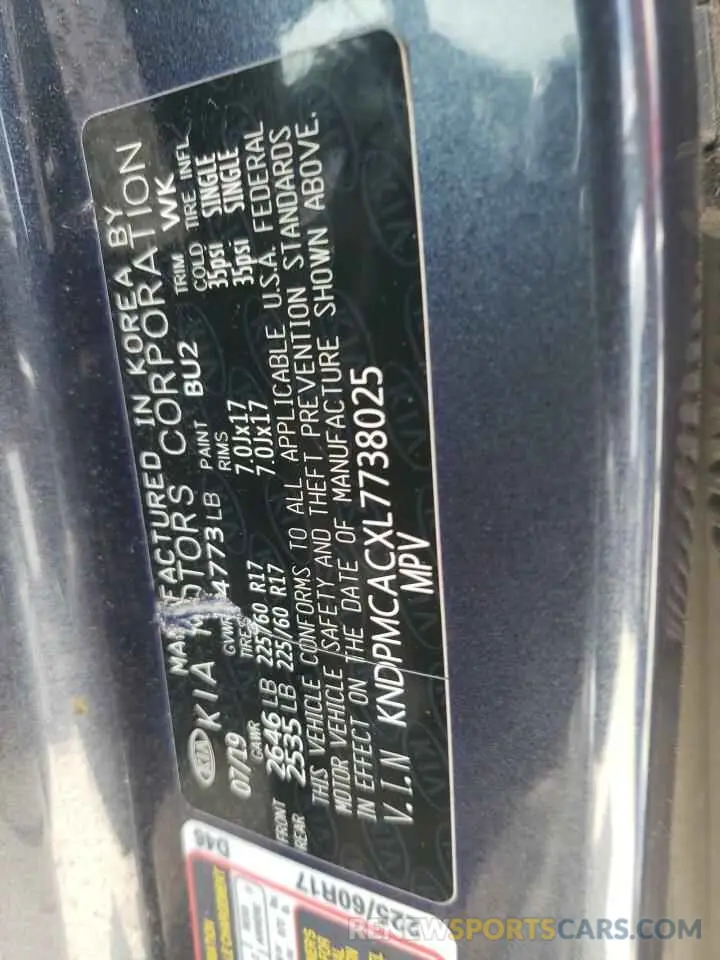 MANUFACTURED IN KOREA BY
KIA MOTORS CORPORATION
07/19 GVWR 4773LB PAINT BU2 TRIM WK
GAWR TIRES RIMS COLD TIRE INFL.
FRONT 2646LB 225/60 R17 7.0Jx17 35psi SINGLE
REAR 2535LB 225/60 R17 7.0Jx17 35psi SINGLE
THIS VEHICLE CONFORMS TO ALL APPLICABLE U.S.A. FEDERAL
MOTOR VEHICLE SAFETY AND THEFT PREVENTION STANDARDS
IN EFFECT ON THE DATE OF MANUFACTURE SHOWN ABOVE.
V.I.N KNDPMCACXL7738025
MPV
D46
225/60R17
RENEWSPORTSCARS.COM